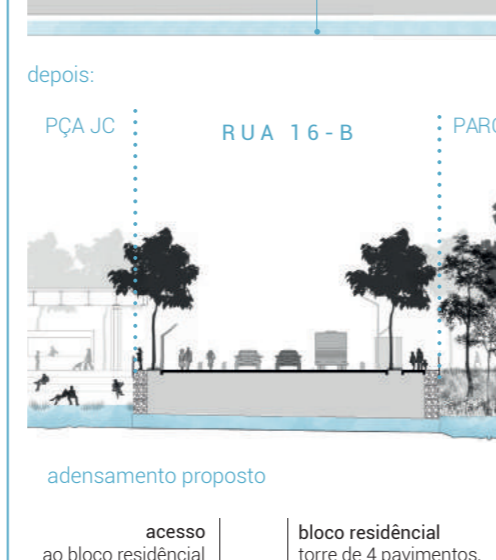 depois:
PÇA JC
RUA 16-B
adensamento proposto
acesso
ao bloco residêncial
bloco residêncial
torre de 4 pavimentos.